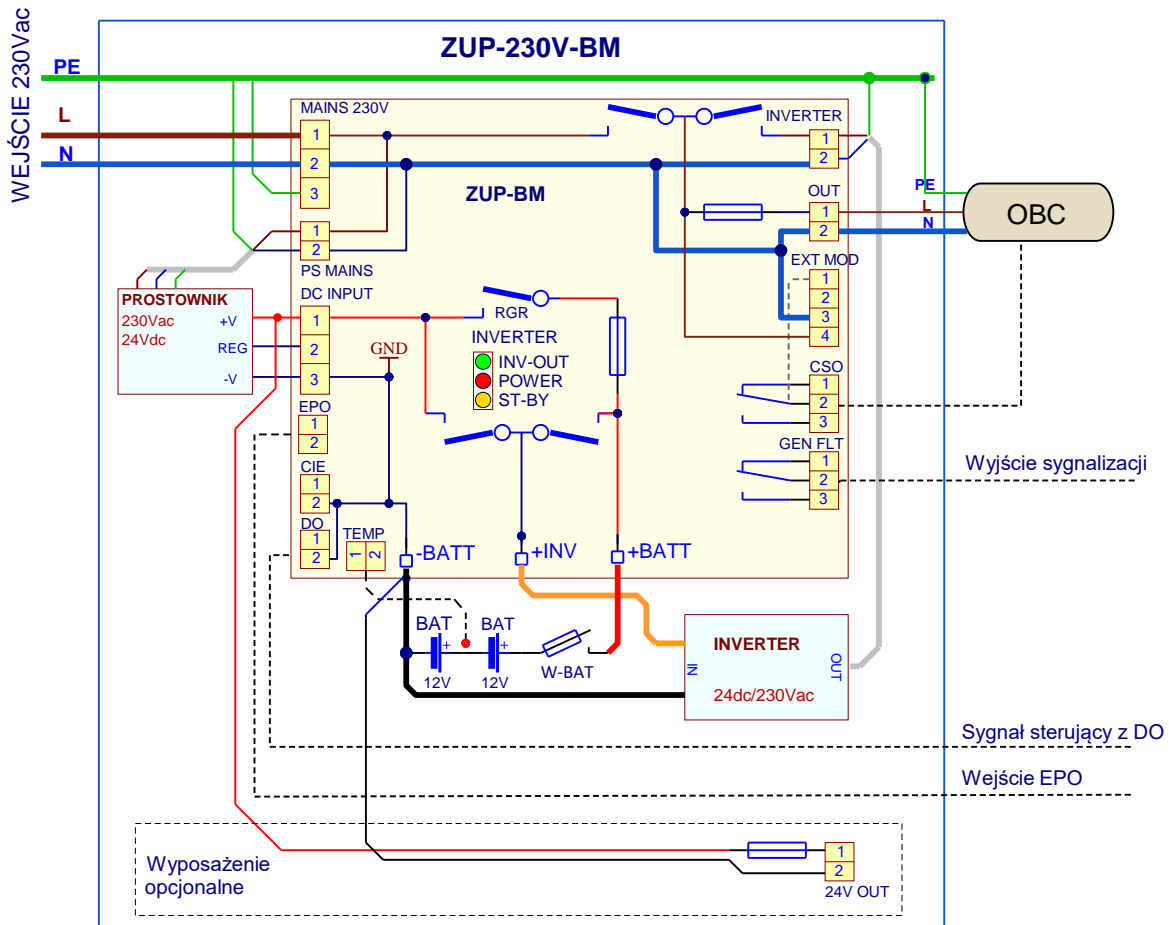 WEJŚCIE 230Vac
ZUP-230V-BM
PE
L
N
MAINS 230V
1
2
3
INVERTER
1
2
ZUP-BM
OUT
1
2
PE
L
N
OBC
1
2
PS MAINS
EXT MOD
1
2
3
4
PROSTOWNIK
230Vac
24Vdc
+V
REG
-V
DC INPUT
1
2
3
GND
RGR
INVERTER
INV-OUT
POWER
ST-BY
CSO
1
2
3
EPO
1
2
GEN FLT
1
2
3
Wyjście sygnalizacji
CIE
1
2
DO
1
2
TEMP
1
2
-BATT
+INV
+BATT
BAT
+
12V
BAT
+
12V
W-BAT
INVERTER
IN
OUT
24dc/230Vac
Sygnał sterujący z DO
Wejście EPO
Wyposażenie
opcjonalne
1
2
24V OUT